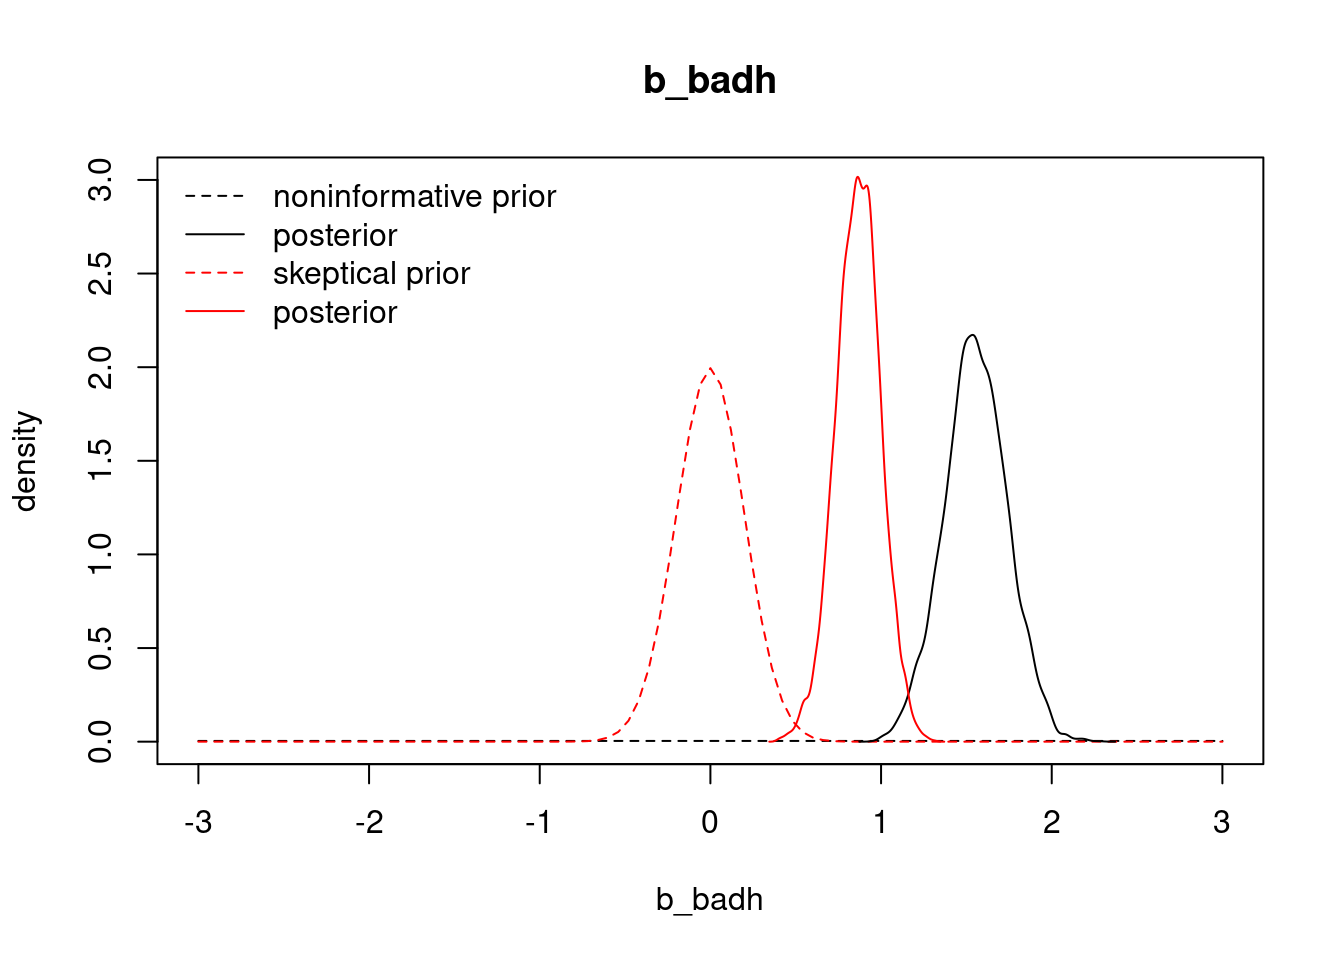 b_badh
noninformative prior
posterior
skeptical prior
posterior
density
3.0
2.5
2.0
1.5
1.0
0.5
0.0
-3 -2 -1 0 1 2 3
b_badh